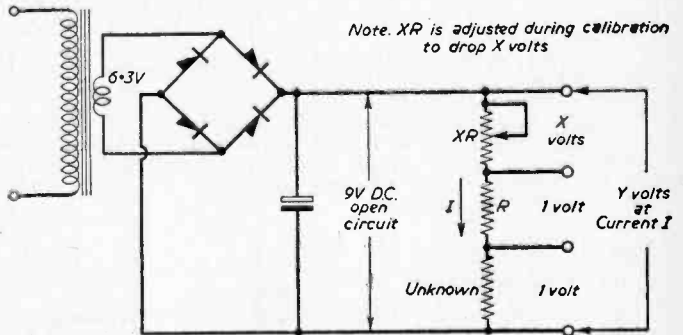 Note. XR is adjusted during calibration
to drop X volts
6·3V
XR
X
volts
9V D.C.
open
circuit
I
R
1 volt
Y volts
at
Current I
Unknown
1 volt